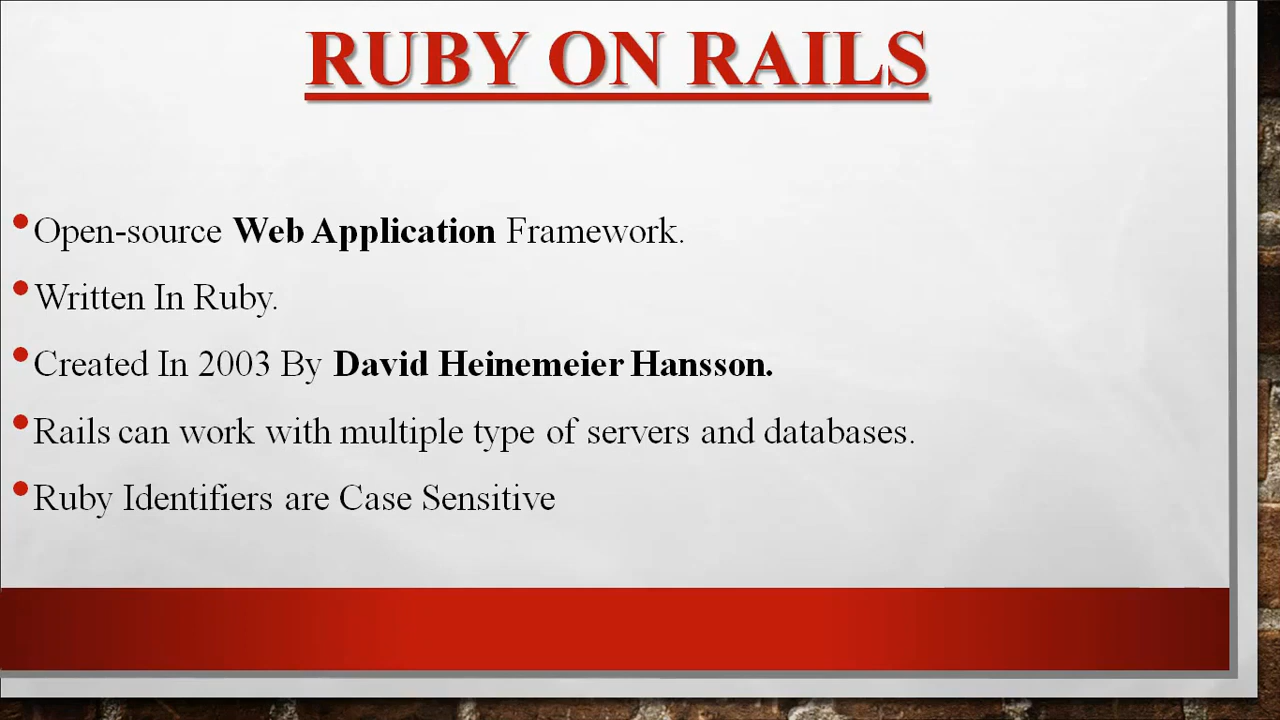 RUBY ON RAILS
•Open-source Web Application Framework.
•Written In Ruby.
•Created In 2003 By David Heinemeier Hansson.
•Rails can work with multiple type of servers and databases.
•Ruby Identifiers are Case Sensitive